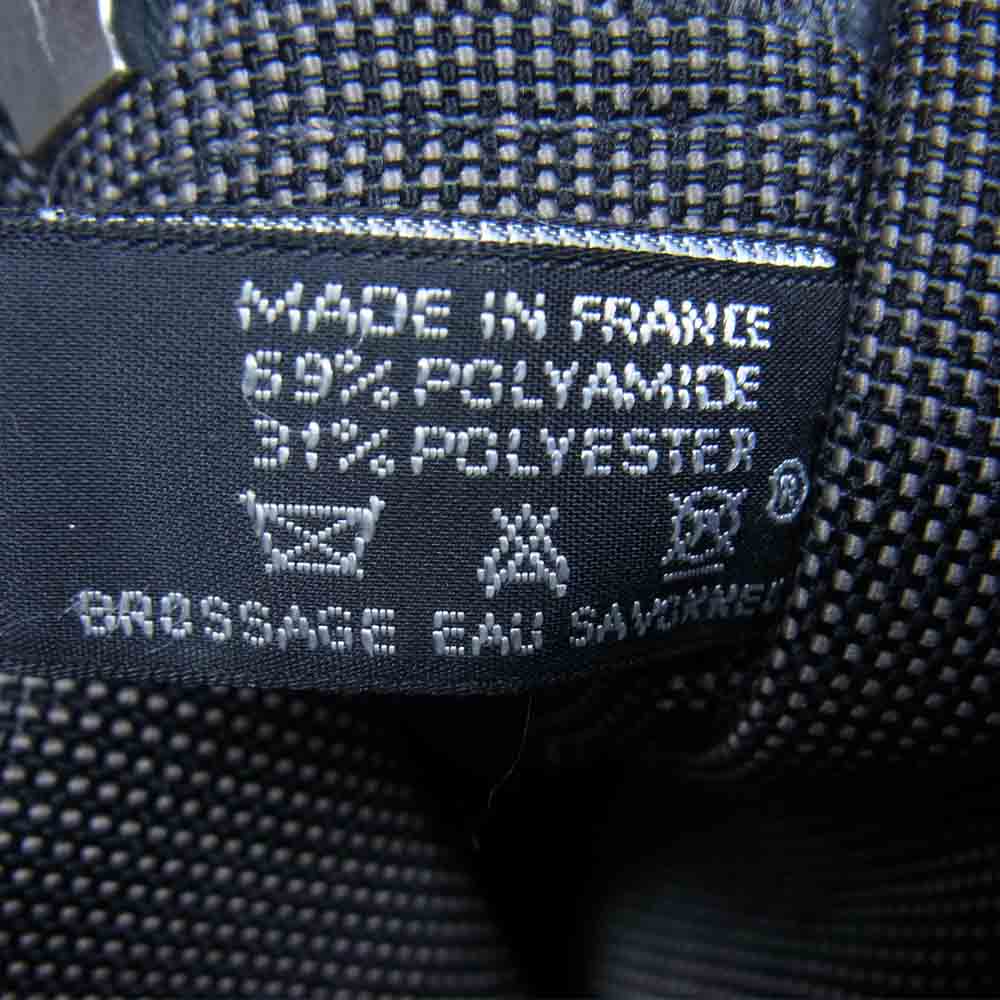 MADE IN FRANCE
69% POLYAMIDE
31% POLYESTER
®
BROSSAGE EAU SAVONNEU